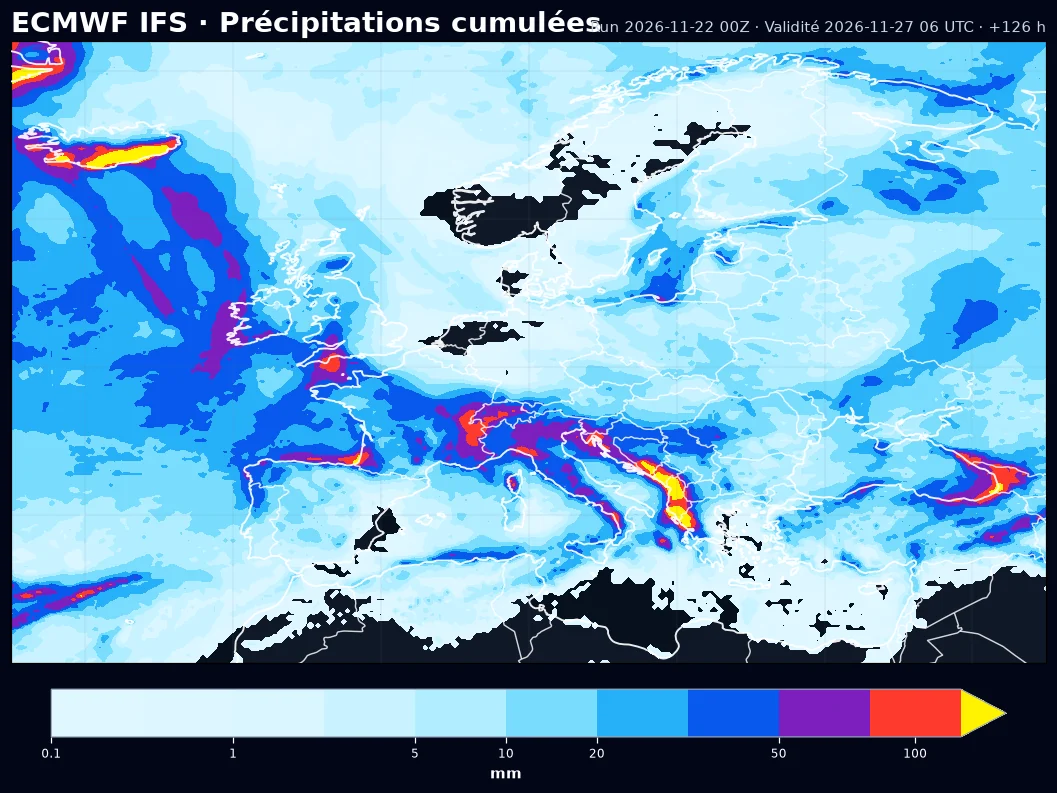 ECMWF IFS · Précipitations cumulées
Run 2026-11-22 00Z · Validité 2026-11-27 06 UTC · +126 h
0.1 1 5 10 20 50 100
mm